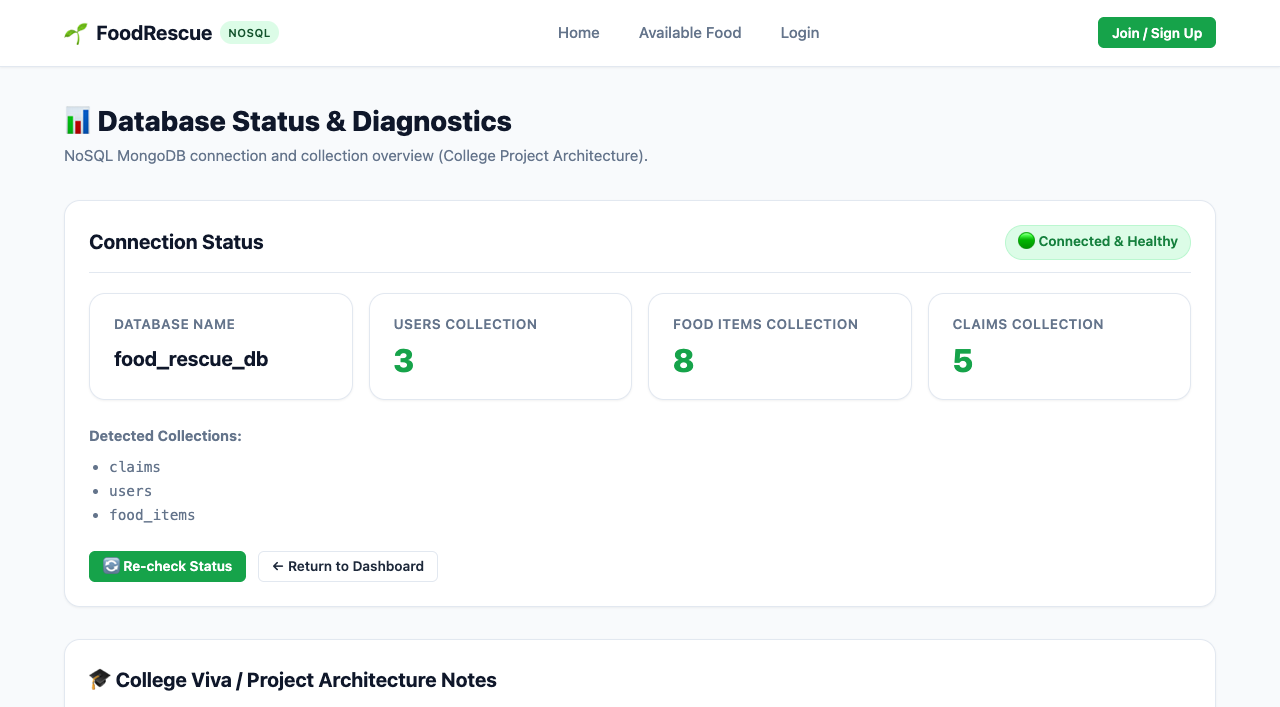 FoodRescue NOSQL
Home Available Food Login
Join / Sign Up
Database Status & Diagnostics
NoSQL MongoDB connection and collection overview (College Project Architecture).
Connection Status
Connected & Healthy
DATABASE NAME
food_rescue_db
USERS COLLECTION
3
FOOD ITEMS COLLECTION
8
CLAIMS COLLECTION
5
Detected Collections:
• claims
• users
• food_items
Re-check Status
← Return to Dashboard
College Viva / Project Architecture Notes